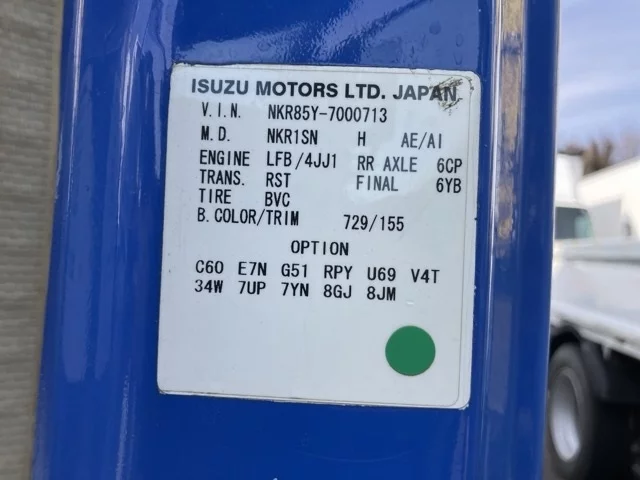 ISUZU MOTORS LTD. JAPAN
V.I.N. NKR85Y-7000713
M.D. NKR1SN H AE/AI
ENGINE LFB/4JJ1 RR AXLE 6CP
TRANS. RST FINAL 6YB
TIRE BVC
B.COLOR/TRIM 729/155
OPTION
C60 E7N G51 RPY U69 V4T
34W 7UP 7YN 8GJ 8JM